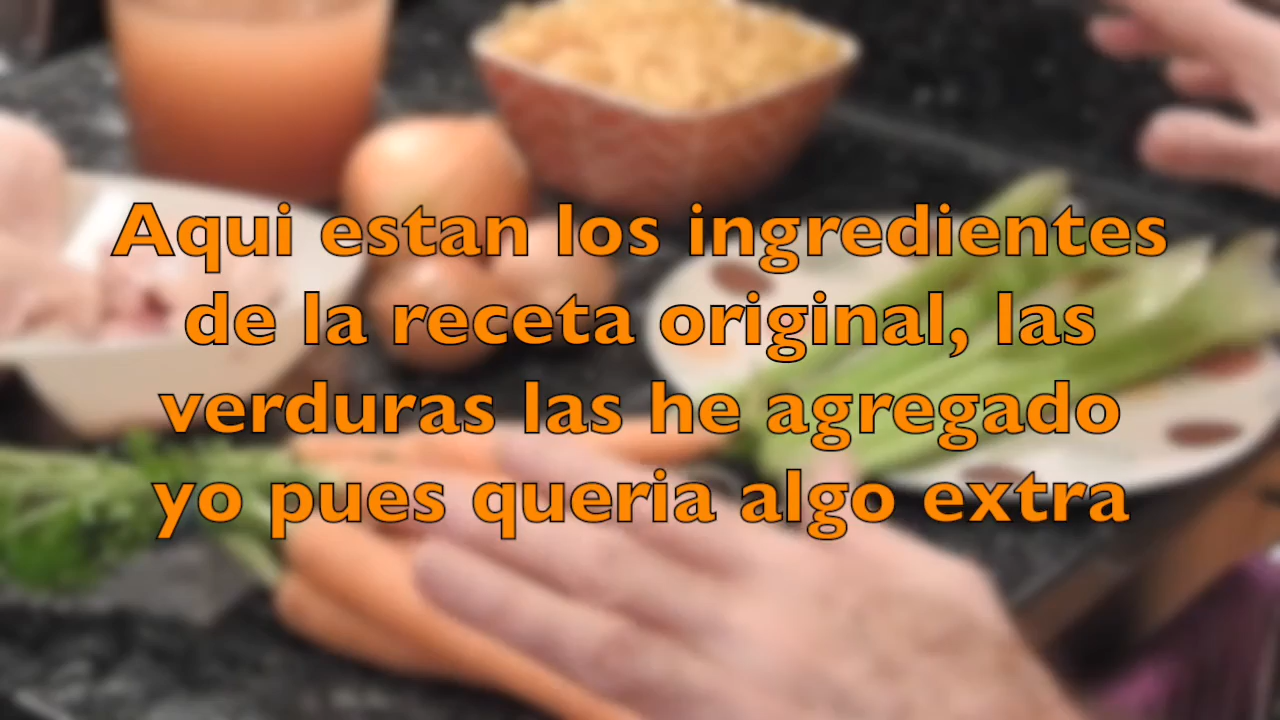 Aqui estan los ingredientes
de la receta original, las
verduras las he agregado
yo pues queria algo extra